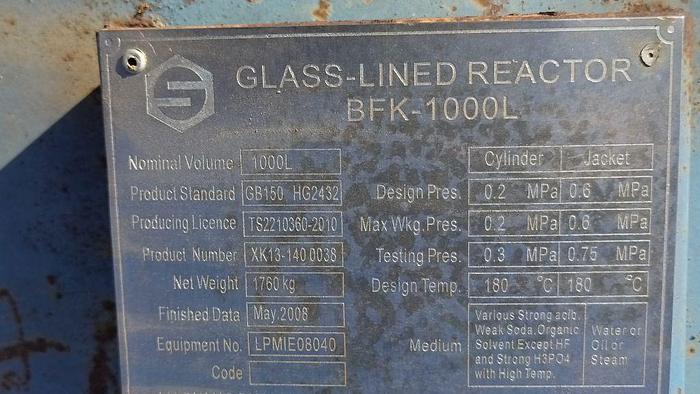 GLASS-LINED REACTOR
BFK-1000L
Nominal Volume 1000L
Product Standard GB150 HG2432
Producing Licence TS2210360-2010
Product Number XK13-140 0038
Net Weight 1760 kg
Finished Data May.2008
Equipment No. LPMIE08040
Code
Cylinder Jacket
Design Pres. 0.2 MPa 0.6 MPa
Max Wkg.Pres. 0.2 MPa 0.6 MPa
Testing Pres. 0.3 MPa 0.75 MPa
Design Temp. 180 °C 180 °C
Medium
Various Strong acib.
Weak Soda.Organic
Solvent Except HF
and Strong H3PO4
with High Temp.
Water or
Oil or
Steam